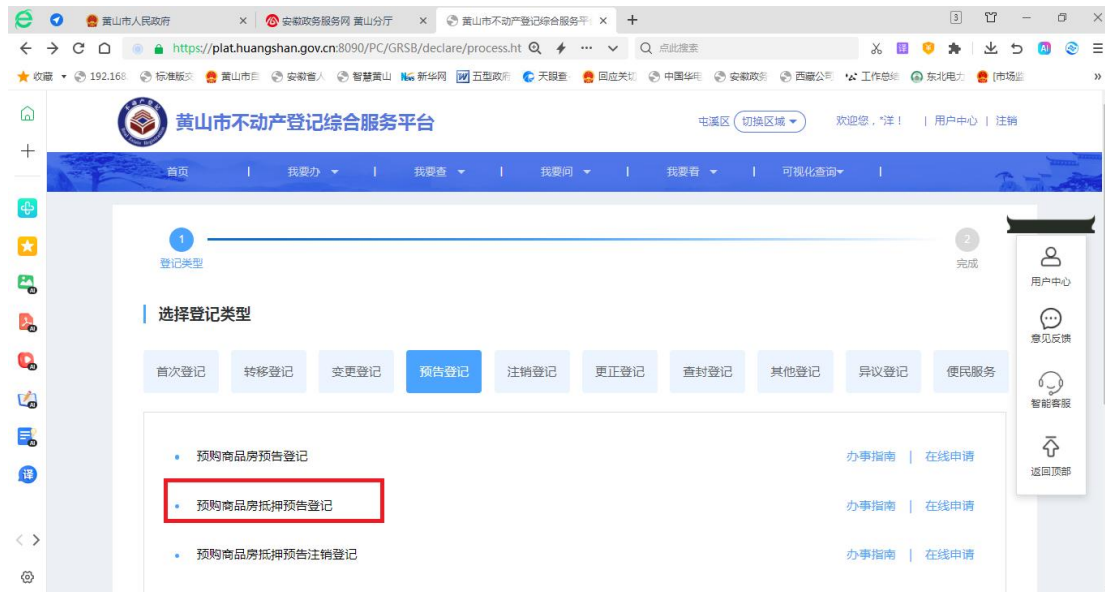 黄山市人民政府
安徽政务服务网 黄山分厅
黄山市不动产登记综合服务平
3
https://plat.huangshan.gov.cn:8090/PC/GRSB/declare/process.ht
点此搜索
收藏
192.168
标准版交
黄山市目
安徽省人
智慧黄山
新华网
五型政府
天眼查
回应关切
中国华电
安徽政务
西藏公司
工作总结
东北电力
(市场监
黄山市不动产登记综合服务平台
屯溪区
切换区域
欢迎您，*洋！
| 用户中心 | 注销
首页 | 我要办 | 我要查 | 我要问 | 我要看 | 可视化查询 |
1
2
登记类型
完成
用户中心
选择登记类型
意见反馈
首次登记 转移登记 变更登记 预告登记 注销登记 更正登记 查封登记 其他登记 异议登记 便民服务
智能客服
预购商品房预告登记
办事指南 | 在线申请
返回顶部
预购商品房抵押预告登记
办事指南 | 在线申请
预购商品房抵押预告注销登记
办事指南 | 在线申请
译